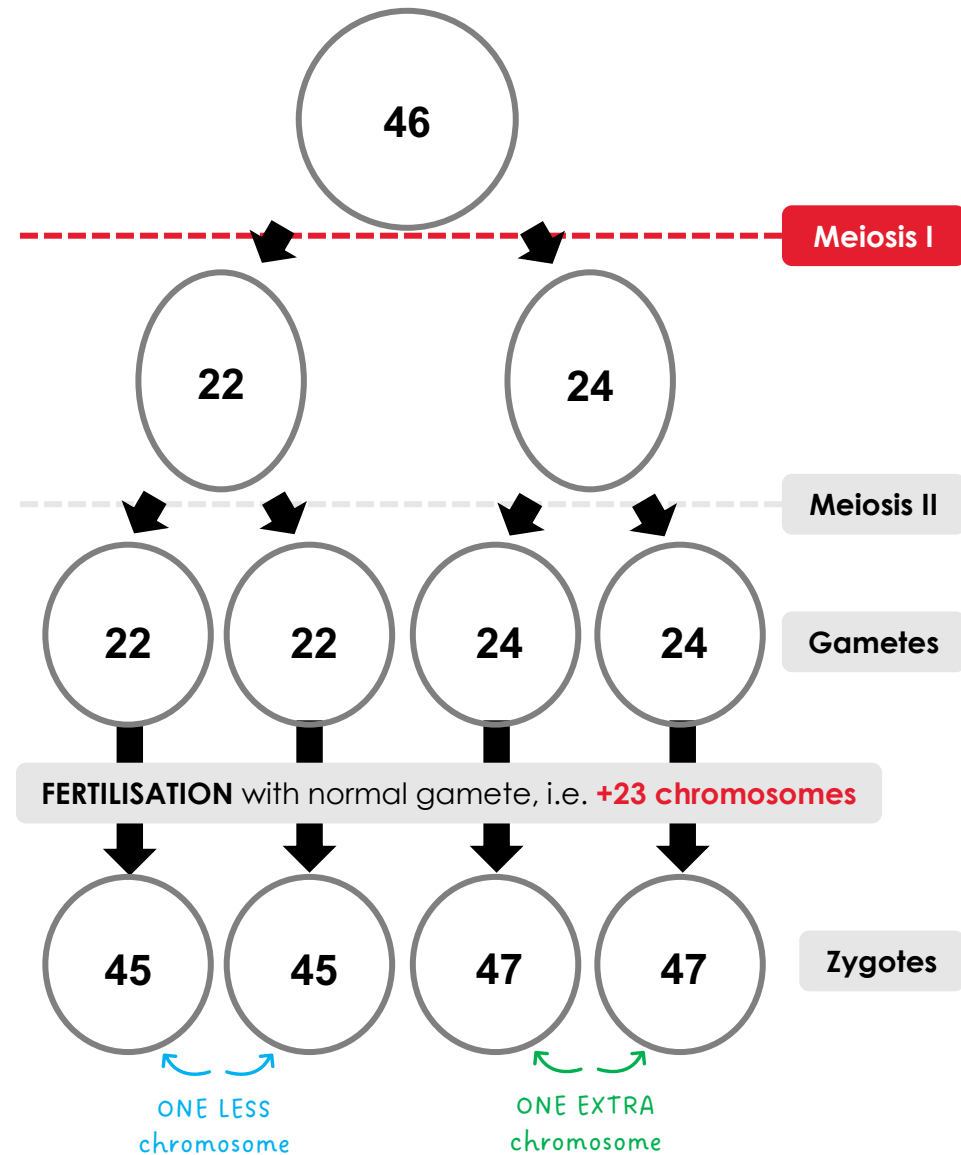 46
Meiosis I
22
24
Meiosis II
22
22
24
24
Gametes
FERTILISATION with normal gamete, i.e. +23 chromosomes
45
45
47
47
Zygotes
ONE LESS
chromosome
ONE EXTRA
chromosome